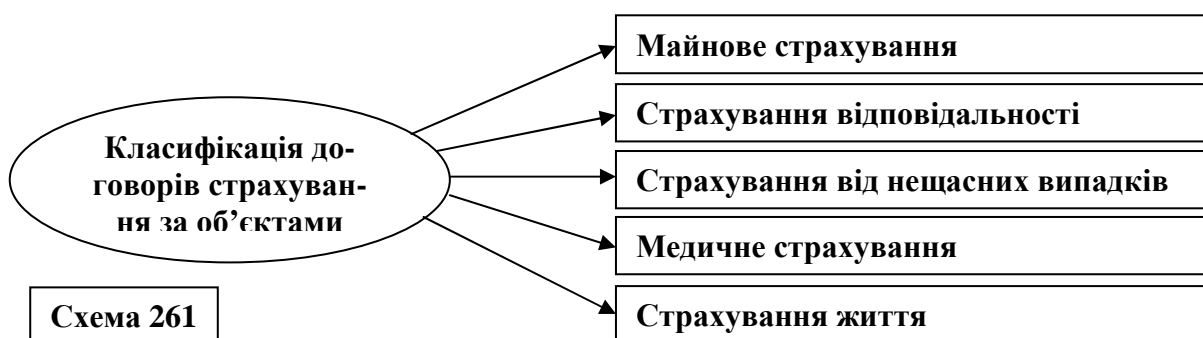 Майнове страхування
Страхування відповідальності
Класифікація до-
говорів страхуван-
ня за об’єктами
Страхування від нещасних випадків
Медичне страхування
Страхування життя
Схема 261